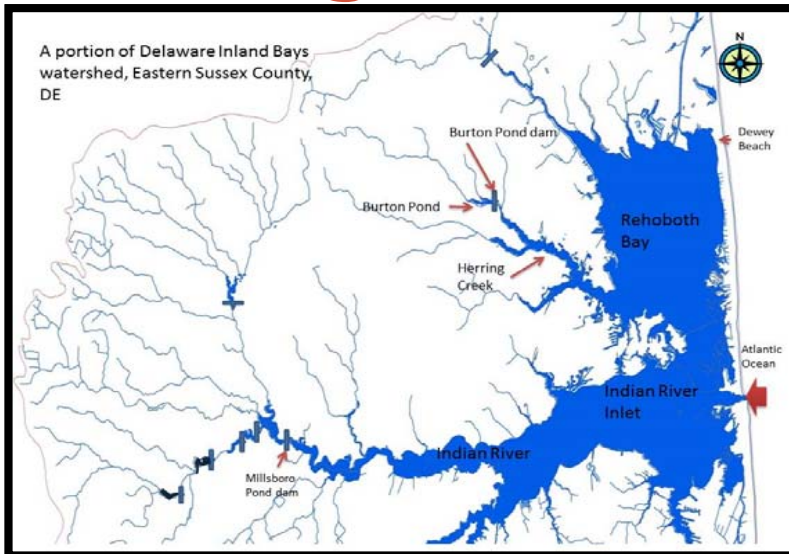 A portion of Delaware Inland Bays
watershed, Eastern Sussex County,
DE
N
Burton Pond dam
Dewey
Beach
Burton Pond
Rehoboth
Bay
Herring
Creek
Atlantic
Ocean
Indian River
Inlet
Indian River
Millsboro
Pond dam